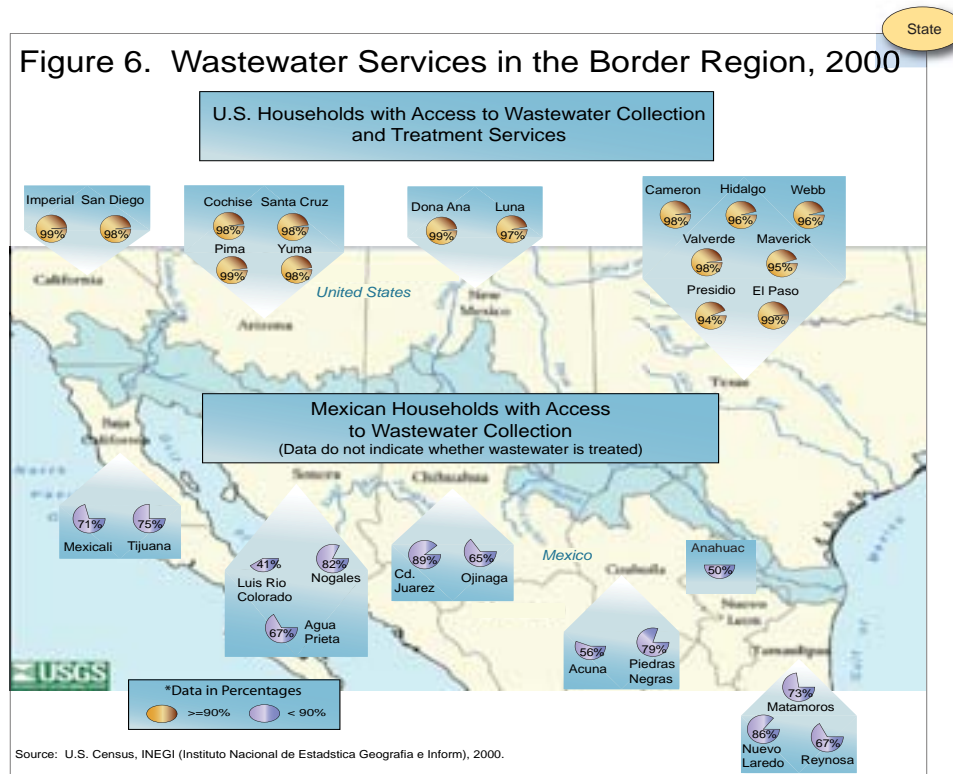 State
Figure 6. Wastewater Services in the Border Region, 2000
U.S. Households with Access to Wastewater Collection
and Treatment Services
Imperial San Diego
99% 98%
Cochise Santa Cruz
98% 98%
Pima Yuma
99% 98%
Dona Ana Luna
99% 97%
Cameron Hidalgo Webb
98% 96% 96%
Valverde Maverick
98% 95%
Presidio El Paso
94% 99%
California
United States
Arizona
New
Mexico
Texas
Mexican Households with Access
to Wastewater Collection
(Data do not indicate whether wastewater is treated)
Baja
California
Sonora
Chihuahua
71% 75%
Mexicali Tijuana
41% 82%
Luis Rio
Colorado
Nogales
67%
Agua
Prieta
89% 65%
Cd.
Juarez
Ojinaga
Mexico
Coahuila
Anahuac
50%
Nuevo
Leon
Tamaulipas
Gulf of
Mexico
56% 79%
Acuna
Piedras
Negras
73%
Matamoros
86% 67%
Nuevo
Laredo
Reynosa
USGS
*Data in Percentages
>=90% < 90%
Source: U.S. Census, INEGI (Instituto Nacional de Estadstica Geografia e Inform), 2000.